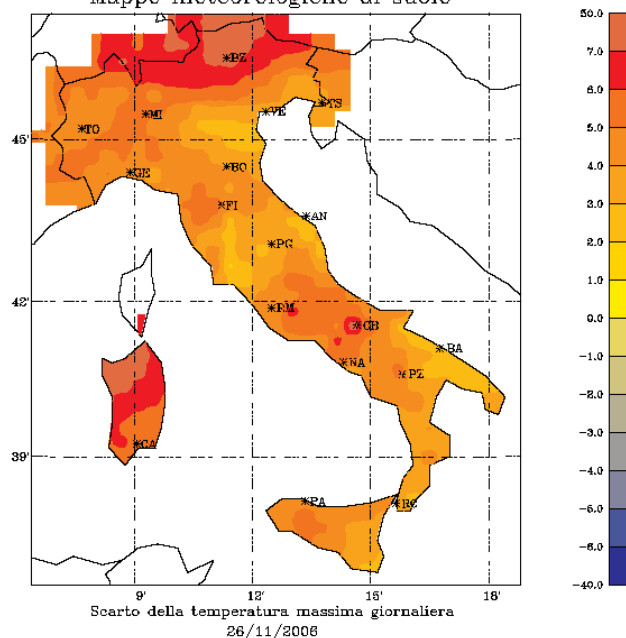 Mappe meteorologiche di suolo
50.0
7.0
6.0
5.0
4.0
3.0
2.0
1.0
0.0
-1.0
-2.0
-3.0
-4.0
-5.0
-6.0
-40.0
BZ
TS
VE
MI
TO
45'
BO
GE
FI
AN
PG
42'
RM
CB
BA
NA
PZ
CA
39'
PA
RC
9'
12'
15'
18'
Scarto della temperatura massima giornaliera
26/11/2006